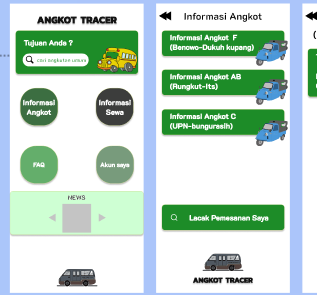 ANGKOT TRACER
Tujuan Anda ?
cari angkutan umum
Informasi
Angkot
Informasi
Sewa
FAQ
Akun saya
NEWS
Informasi Angkot
Informasi Angkot F
(Benowo-Dukuh kupang)
Informasi Angkot AB
(Rungkut-Its)
Informasi Angkot C
(UPN-bungurasih)
Lacak Pemesanan Saya
ANGKOT TRACER